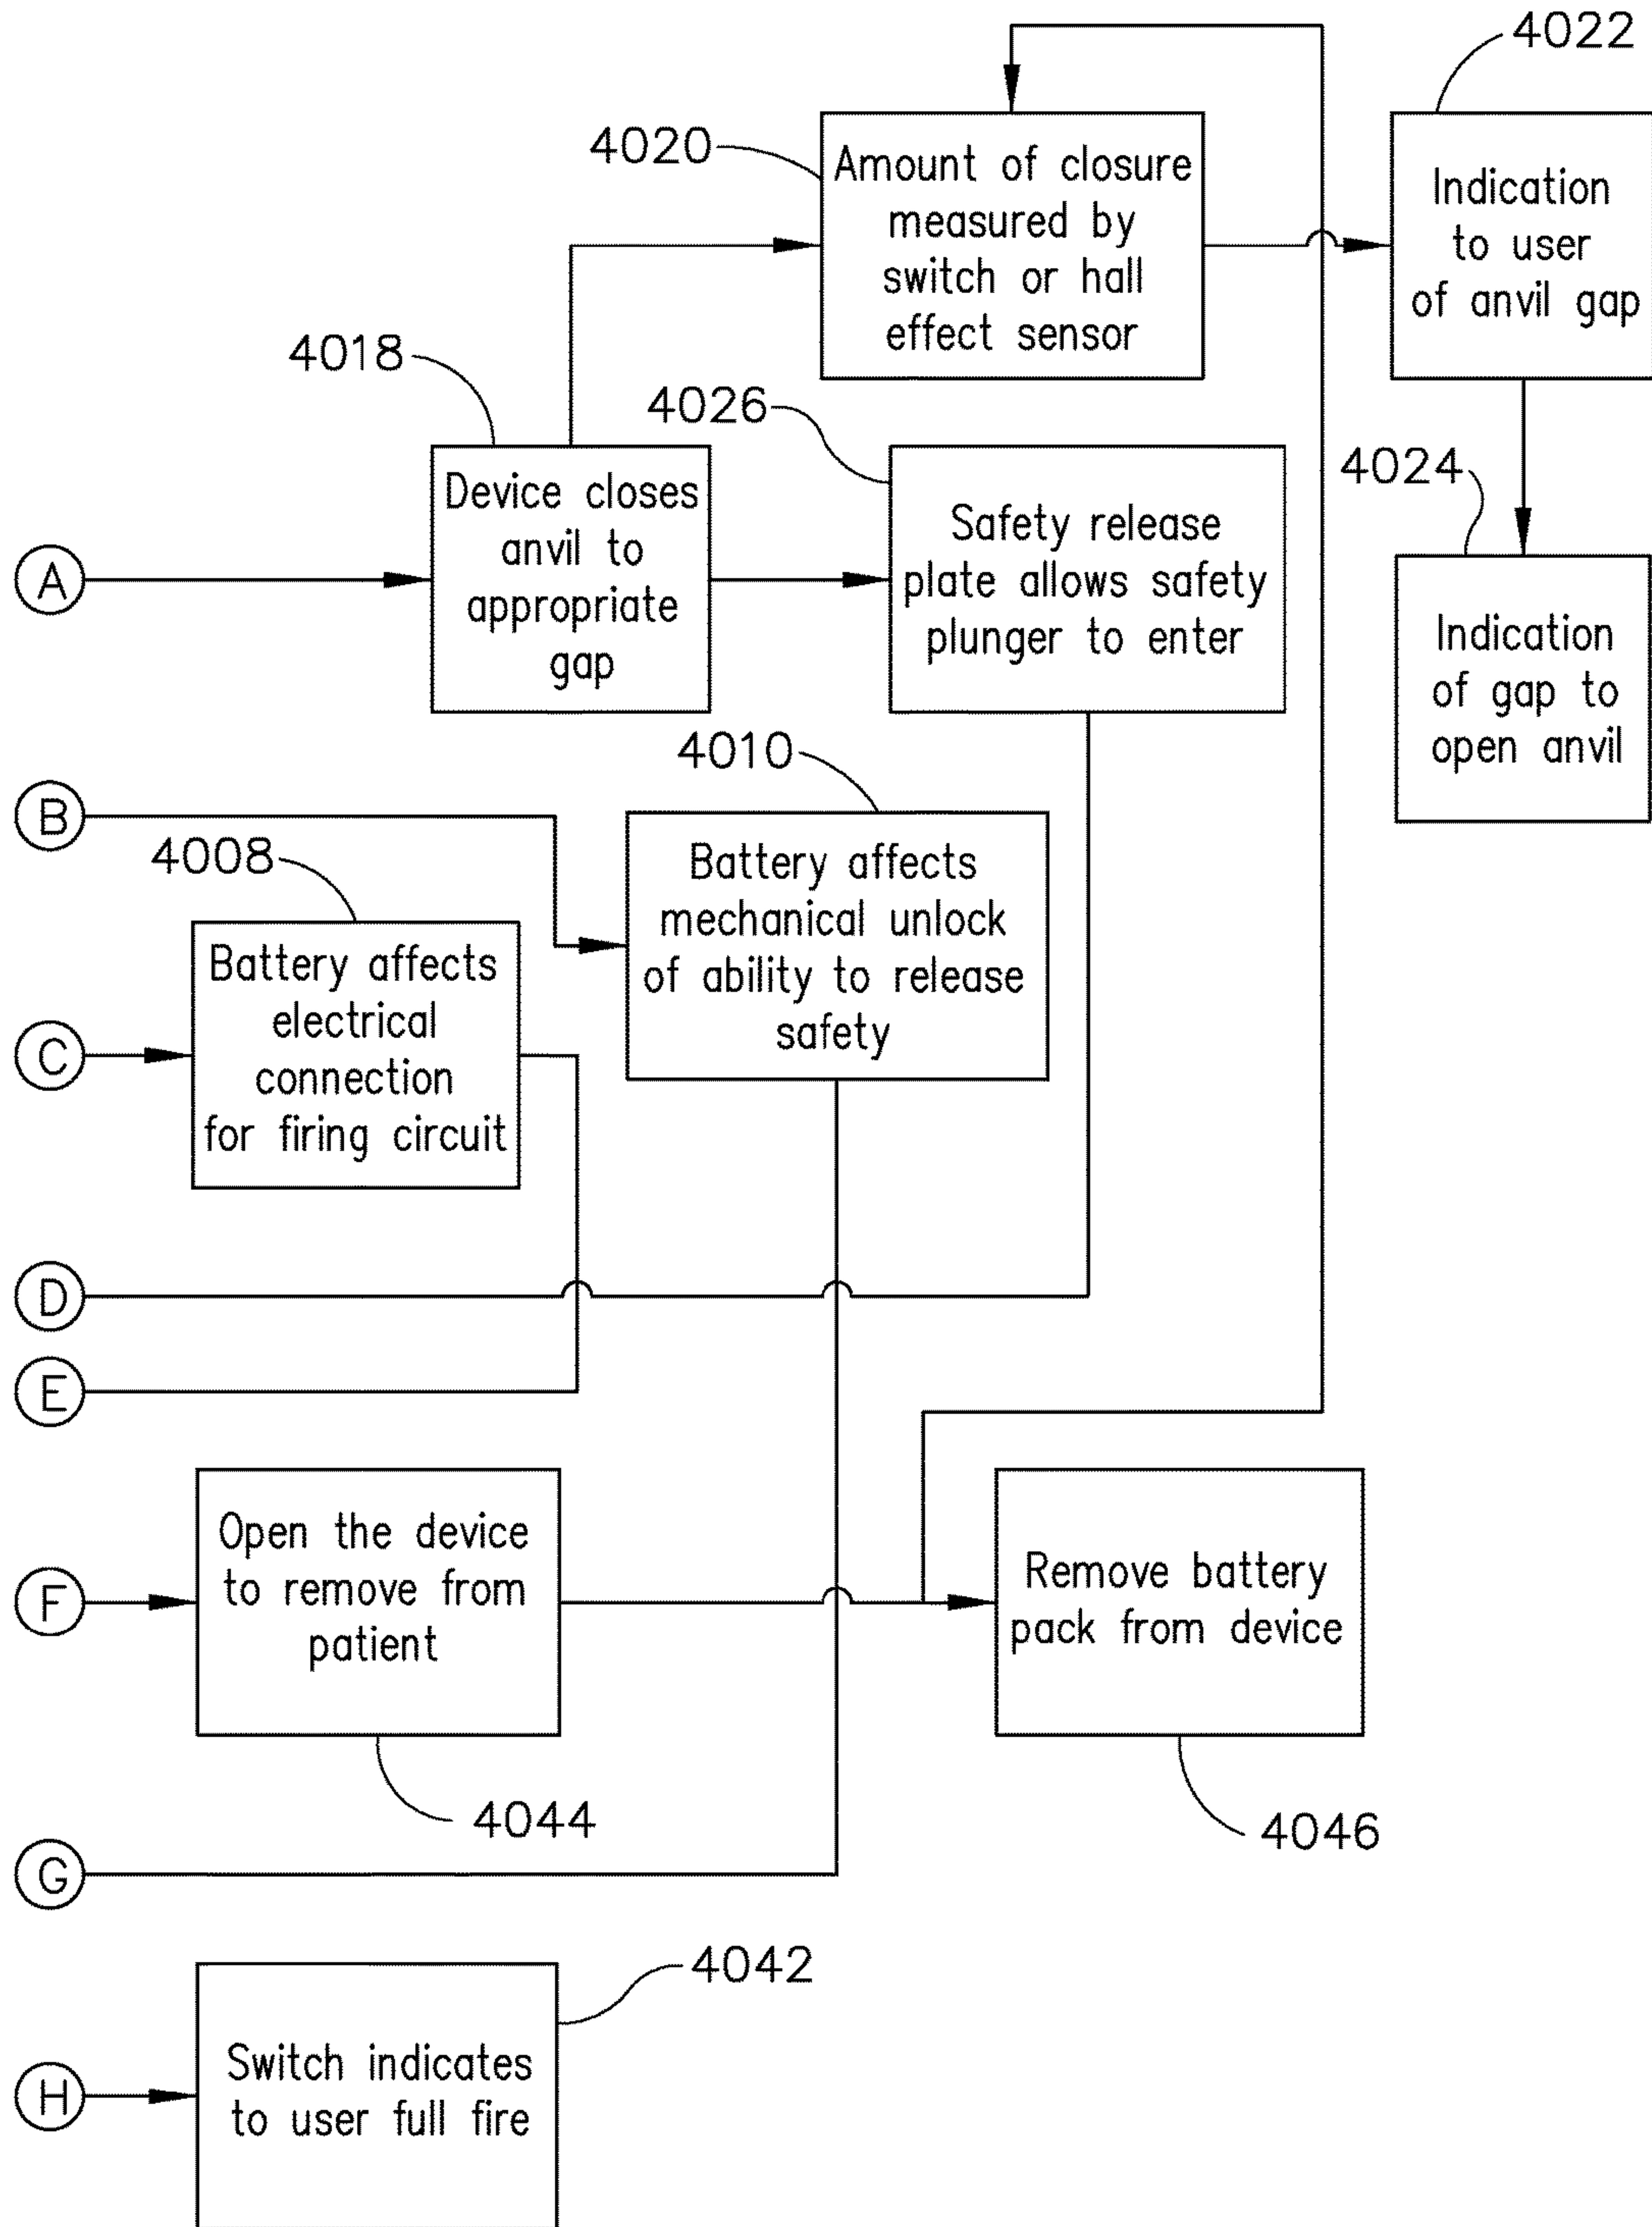 4022
4020
Amount of closure
measured by
switch or hall
effect sensor
Indication
to user
of anvil gap
4018
4026
4024
A
Device closes
anvil to
appropriate
gap
Safety release
plate allows safety
plunger to enter
Indication
of gap to
open anvil
B
4010
4008
Battery affects
mechanical unlock
of ability to release
safety
C
Battery affects
electrical
connection
for firing circuit
D
E
F
Open the device
to remove from
patient
Remove battery
pack from device
4044
4046
G
4042
H
Switch indicates
to user full fire